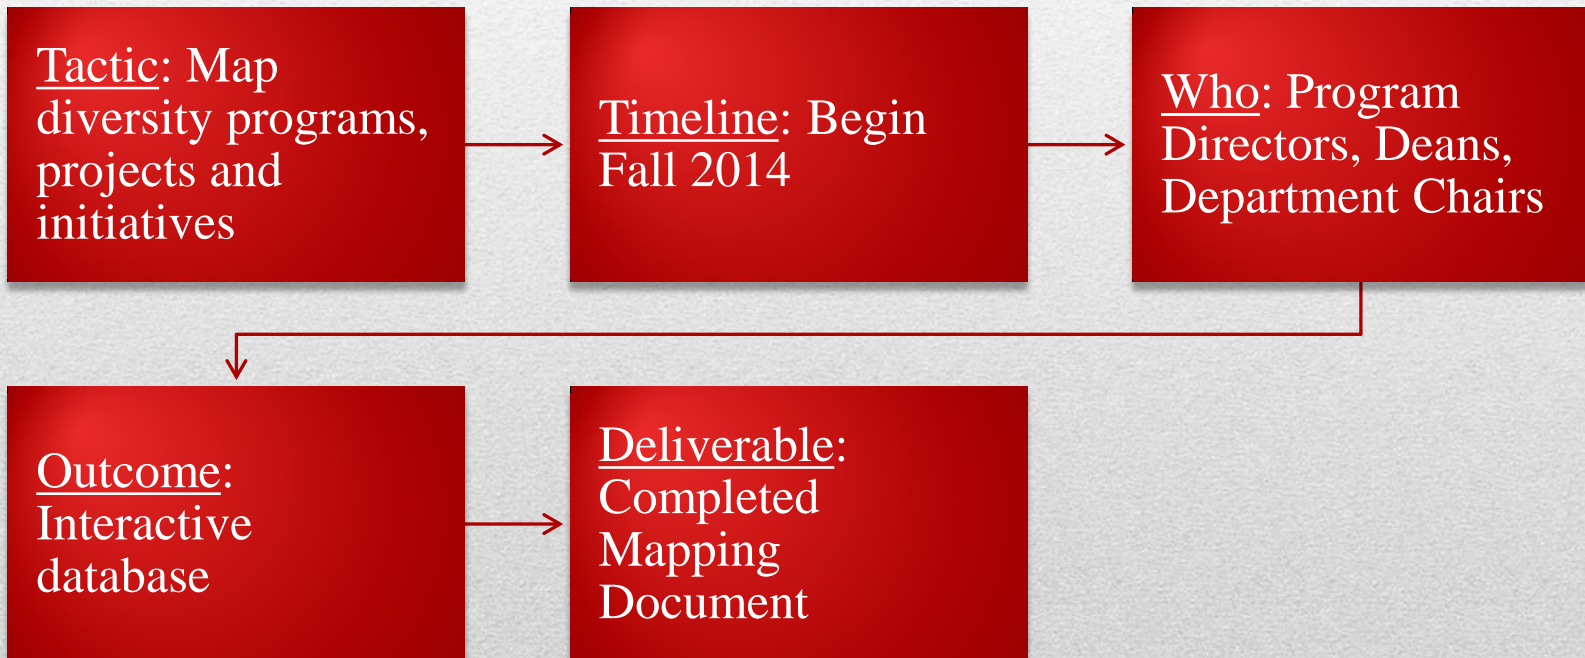 Tactic: Map
diversity programs,
projects and
initiatives
Timeline: Begin
Fall 2014
Who: Program
Directors, Deans,
Department Chairs
Outcome:
Interactive
database
Deliverable:
Completed
Mapping
Document